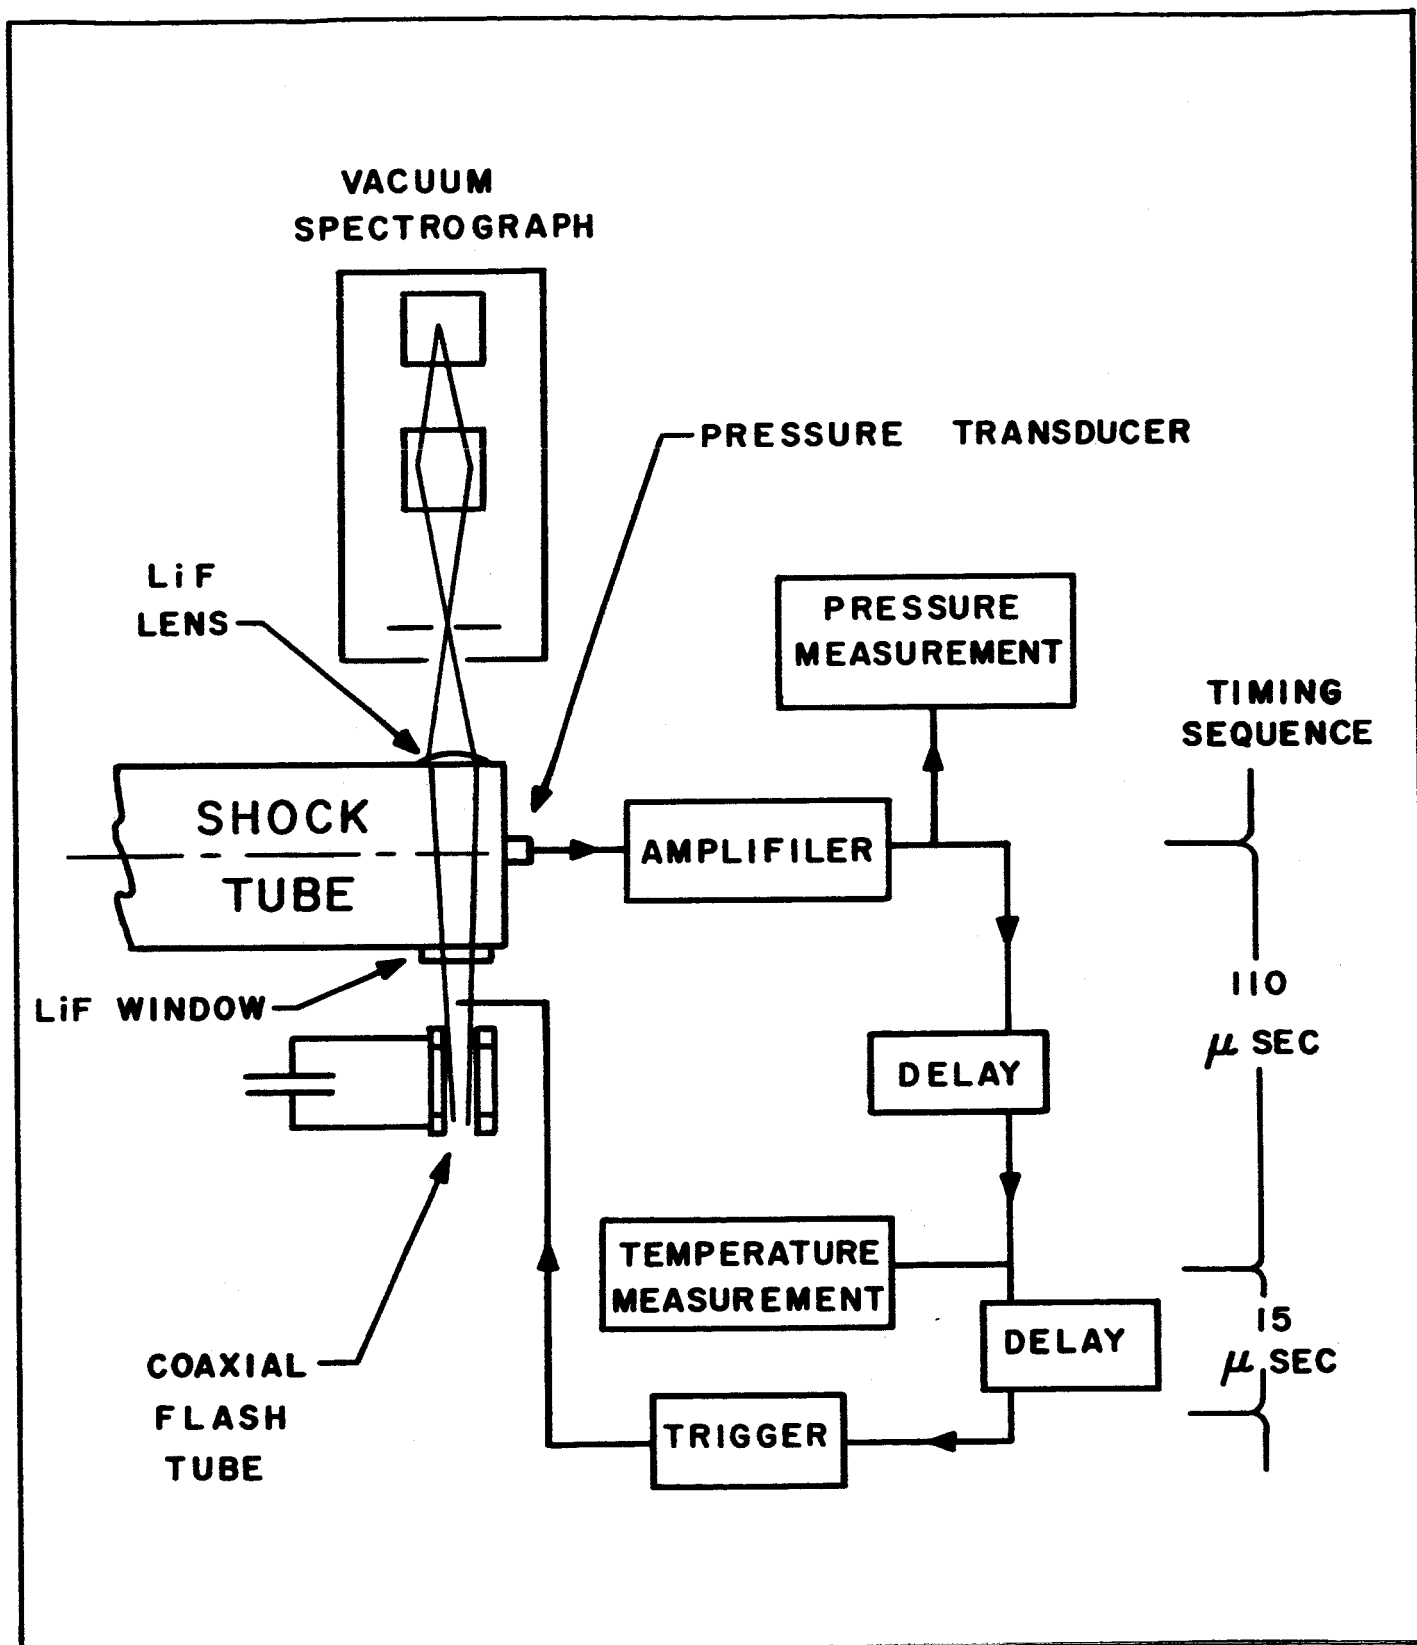 VACUUM
SPECTROGRAPH
PRESSURE TRANSDUCER
LiF
LENS
PRESSURE
MEASUREMENT
TIMING
SEQUENCE
SHOCK
TUBE
AMPLIFILER
LiF WINDOW
110
μ SEC
DELAY
TEMPERATURE
MEASUREMENT
DELAY
15
μ SEC
COAXIAL
FLASH
TUBE
TRIGGER